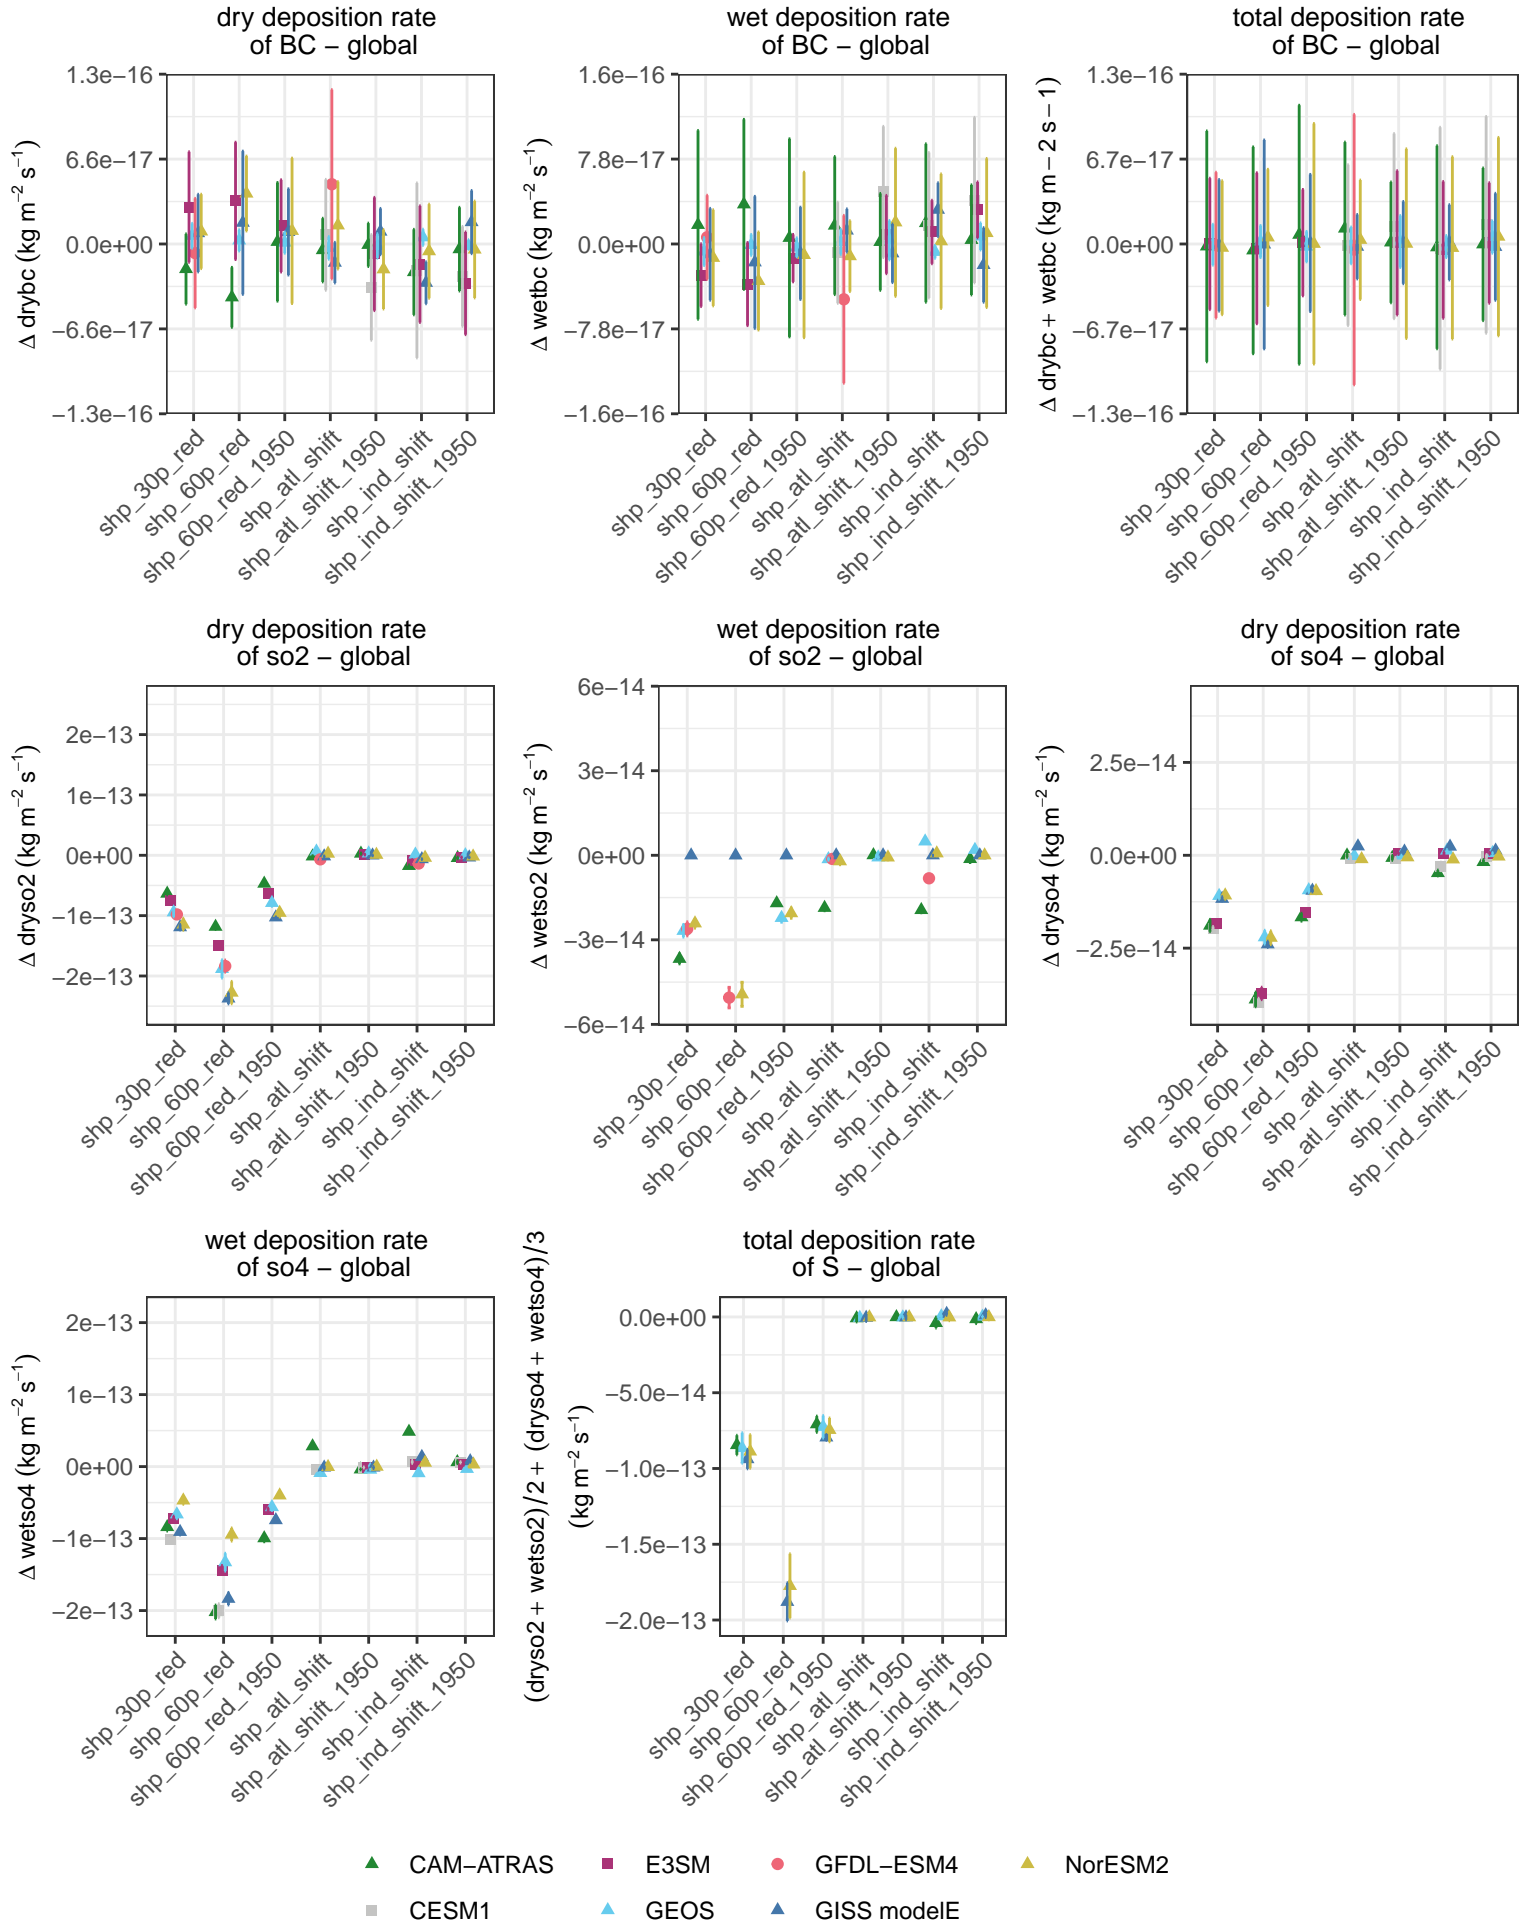 dry deposition rate
of BC – global
Δ drybc (kg m−2 s−1)
1.3e−16
6.6e−17
0.0e+00
−6.6e−17
−1.3e−16
shp_30p_red
shp_60p_red
shp_60p_red_1950
shp_atl_shift
shp_atl_shift_1950
shp_ind_shift
shp_ind_shift_1950
wet deposition rate
of BC – global
Δ wetbc (kg m−2 s−1)
1.6e−16
7.8e−17
0.0e+00
−7.8e−17
−1.6e−16
shp_30p_red
shp_60p_red
shp_60p_red_1950
shp_atl_shift
shp_atl_shift_1950
shp_ind_shift
shp_ind_shift_1950
total deposition rate
of BC – global
Δ drybc + wetbc (kg m − 2 s − 1)
1.3e−16
6.7e−17
0.0e+00
−6.7e−17
−1.3e−16
shp_30p_red
shp_60p_red
shp_60p_red_1950
shp_atl_shift
shp_atl_shift_1950
shp_ind_shift
shp_ind_shift_1950
dry deposition rate
of so2 – global
Δ dryso2 (kg m−2 s−1)
2e−13
1e−13
0e+00
−1e−13
−2e−13
shp_30p_red
shp_60p_red
shp_60p_red_1950
shp_atl_shift
shp_atl_shift_1950
shp_ind_shift
shp_ind_shift_1950
wet deposition rate
of so2 – global
Δ wetso2 (kg m−2 s−1)
6e−14
3e−14
0e+00
−3e−14
−6e−14
shp_30p_red
shp_60p_red
shp_60p_red_1950
shp_atl_shift
shp_atl_shift_1950
shp_ind_shift
shp_ind_shift_1950
dry deposition rate
of so4 – global
Δ dryso4 (kg m−2 s−1)
2.5e−14
0.0e+00
−2.5e−14
shp_30p_red
shp_60p_red
shp_60p_red_1950
shp_atl_shift
shp_atl_shift_1950
shp_ind_shift
shp_ind_shift_1950
wet deposition rate
of so4 – global
Δ wetso4 (kg m−2 s−1)
2e−13
1e−13
0e+00
−1e−13
−2e−13
shp_30p_red
shp_60p_red
shp_60p_red_1950
shp_atl_shift
shp_atl_shift_1950
shp_ind_shift
shp_ind_shift_1950
total deposition rate
of S – global
(dryso2 + wetso2)/2 + (dryso4 + wetso4)/3
(kg m−2 s−1)
0.0e+00
−5.0e−14
−1.0e−13
−1.5e−13
−2.0e−13
shp_30p_red
shp_60p_red
shp_60p_red_1950
shp_atl_shift
shp_atl_shift_1950
shp_ind_shift
shp_ind_shift_1950
CAM−ATRAS
E3SM
GFDL−ESM4
NorESM2
CESM1
GEOS
GISS modelE